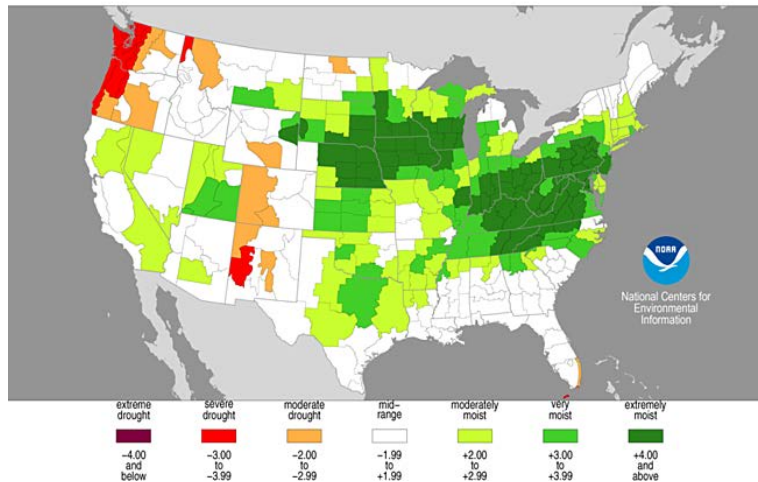 NOAA
National Centers for
Environmental
Information
extreme drought
severe drought
moderate drought
mid- range
moderately moist
very moist
extremely moist
-4.00 and below
-3.00 to -3.99
-2.00 to -2.99
-1.99 to +1.99
+2.00 to +2.99
+3.00 to +3.99
+4.00 and above